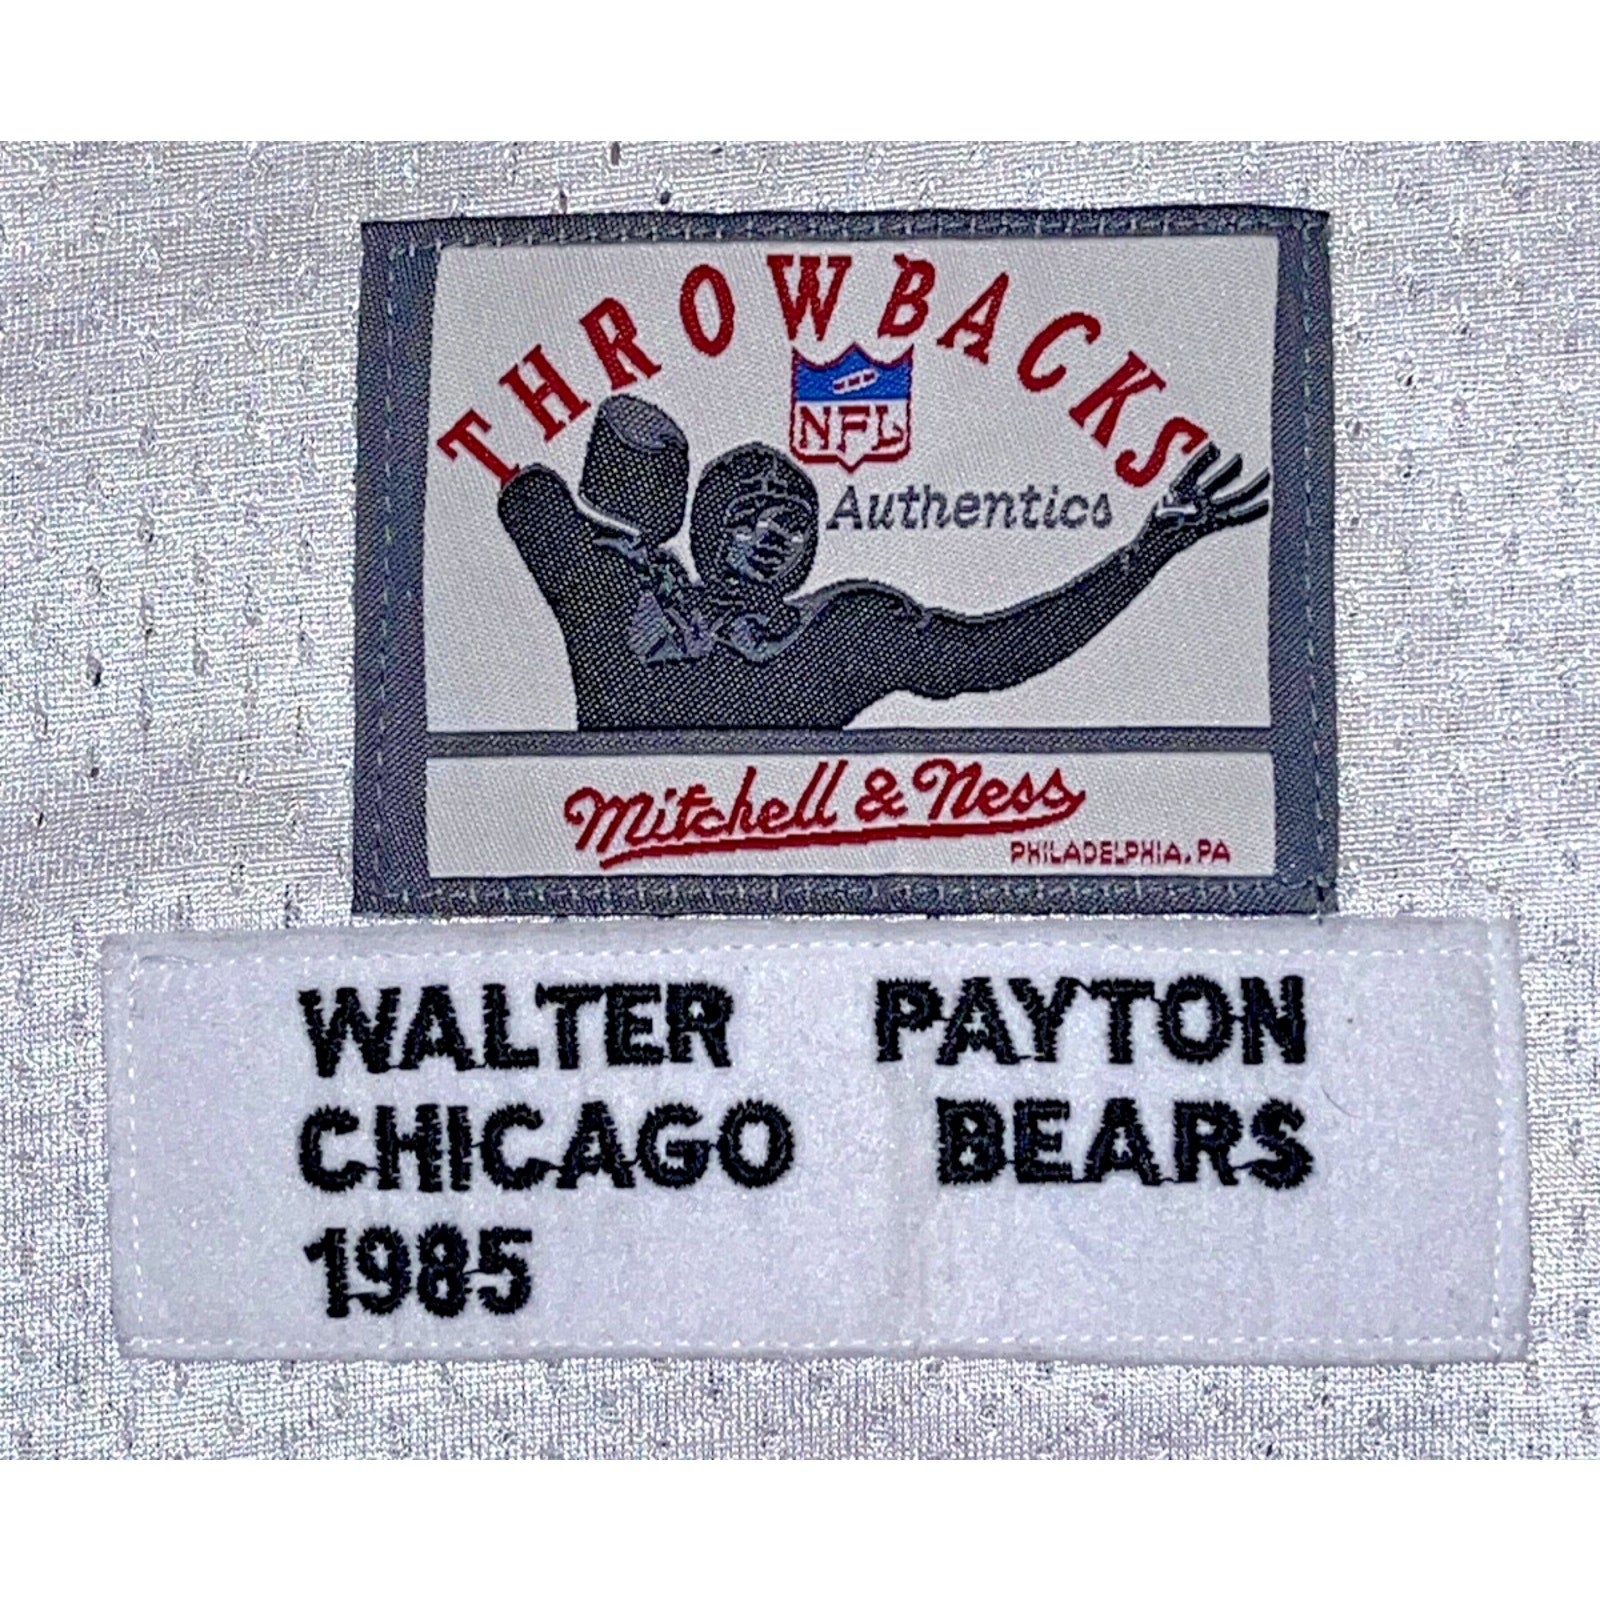 THROWBACKS
NFL
Authentics
Mitchell & Ness
PHILADELPHIA, PA
WALTER PAYTON
CHICAGO BEARS
1985